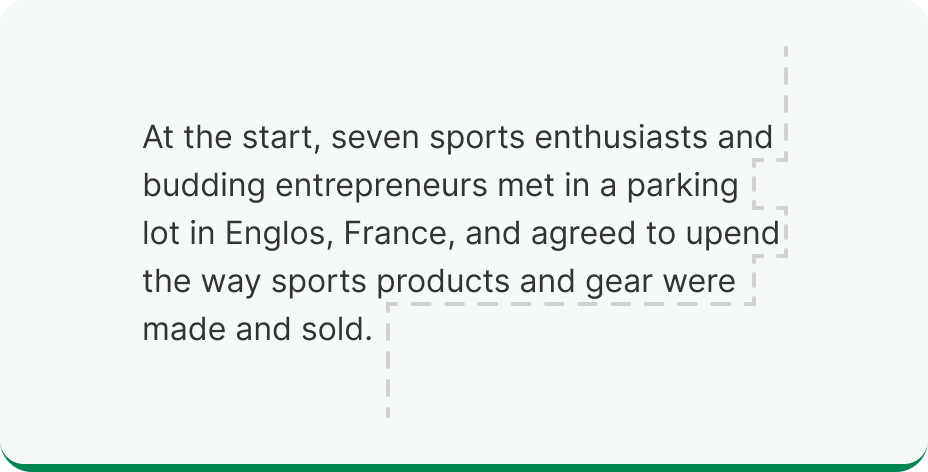 At the start, seven sports enthusiasts and
budding entrepreneurs met in a parking
lot in Englos, France, and agreed to upend
the way sports products and gear were
made and sold.